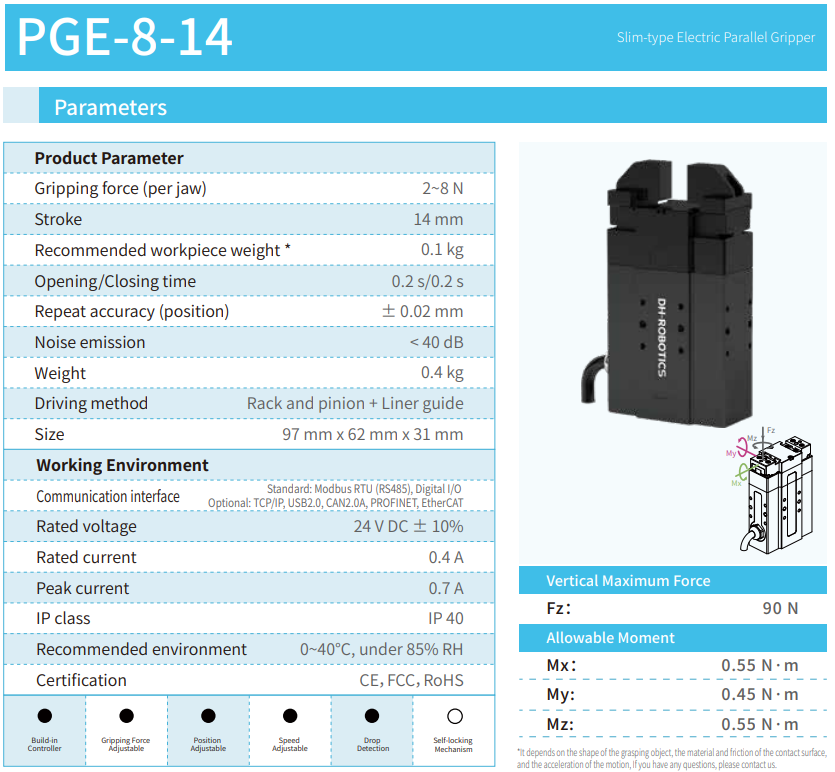 PGE-8-14
Slim-type Electric Parallel Gripper
Parameters
Product Parameter
Gripping force (per jaw) 2~8 N
Stroke 14 mm
Recommended workpiece weight * 0.1 kg
Opening/Closing time 0.2 s/0.2 s
Repeat accuracy (position) ± 0.02 mm
Noise emission < 40 dB
Weight 0.4 kg
Driving method Rack and pinion + Liner guide
Size 97 mm x 62 mm x 31 mm
Working Environment
Communication interface Standard: Modbus RTU (RS485), Digital I/O
Optional: TCP/IP, USB2.0, CAN2.0A, PROFINET, EtherCAT
Rated voltage 24 V DC ± 10%
Rated current 0.4 A
Peak current 0.7 A
IP class IP 40
Recommended environment 0~40°C, under 85% RH
Certification CE, FCC, RoHS
Build-in
Controller
Gripping Force
Adjustable
Position
Adjustable
Speed
Adjustable
Drop
Detection
Self-locking
Mechanism
DH-ROBOTICS
Fz
Mz
My
Mx
Vertical Maximum Force
Fz: 90 N
Allowable Moment
Mx: 0.55 N·m
My: 0.45 N·m
Mz: 0.55 N·m
*It depends on the shape of the grasping object, the material and friction of the contact surface,
and the acceleration of the motion, If you have any questions, please contact us.